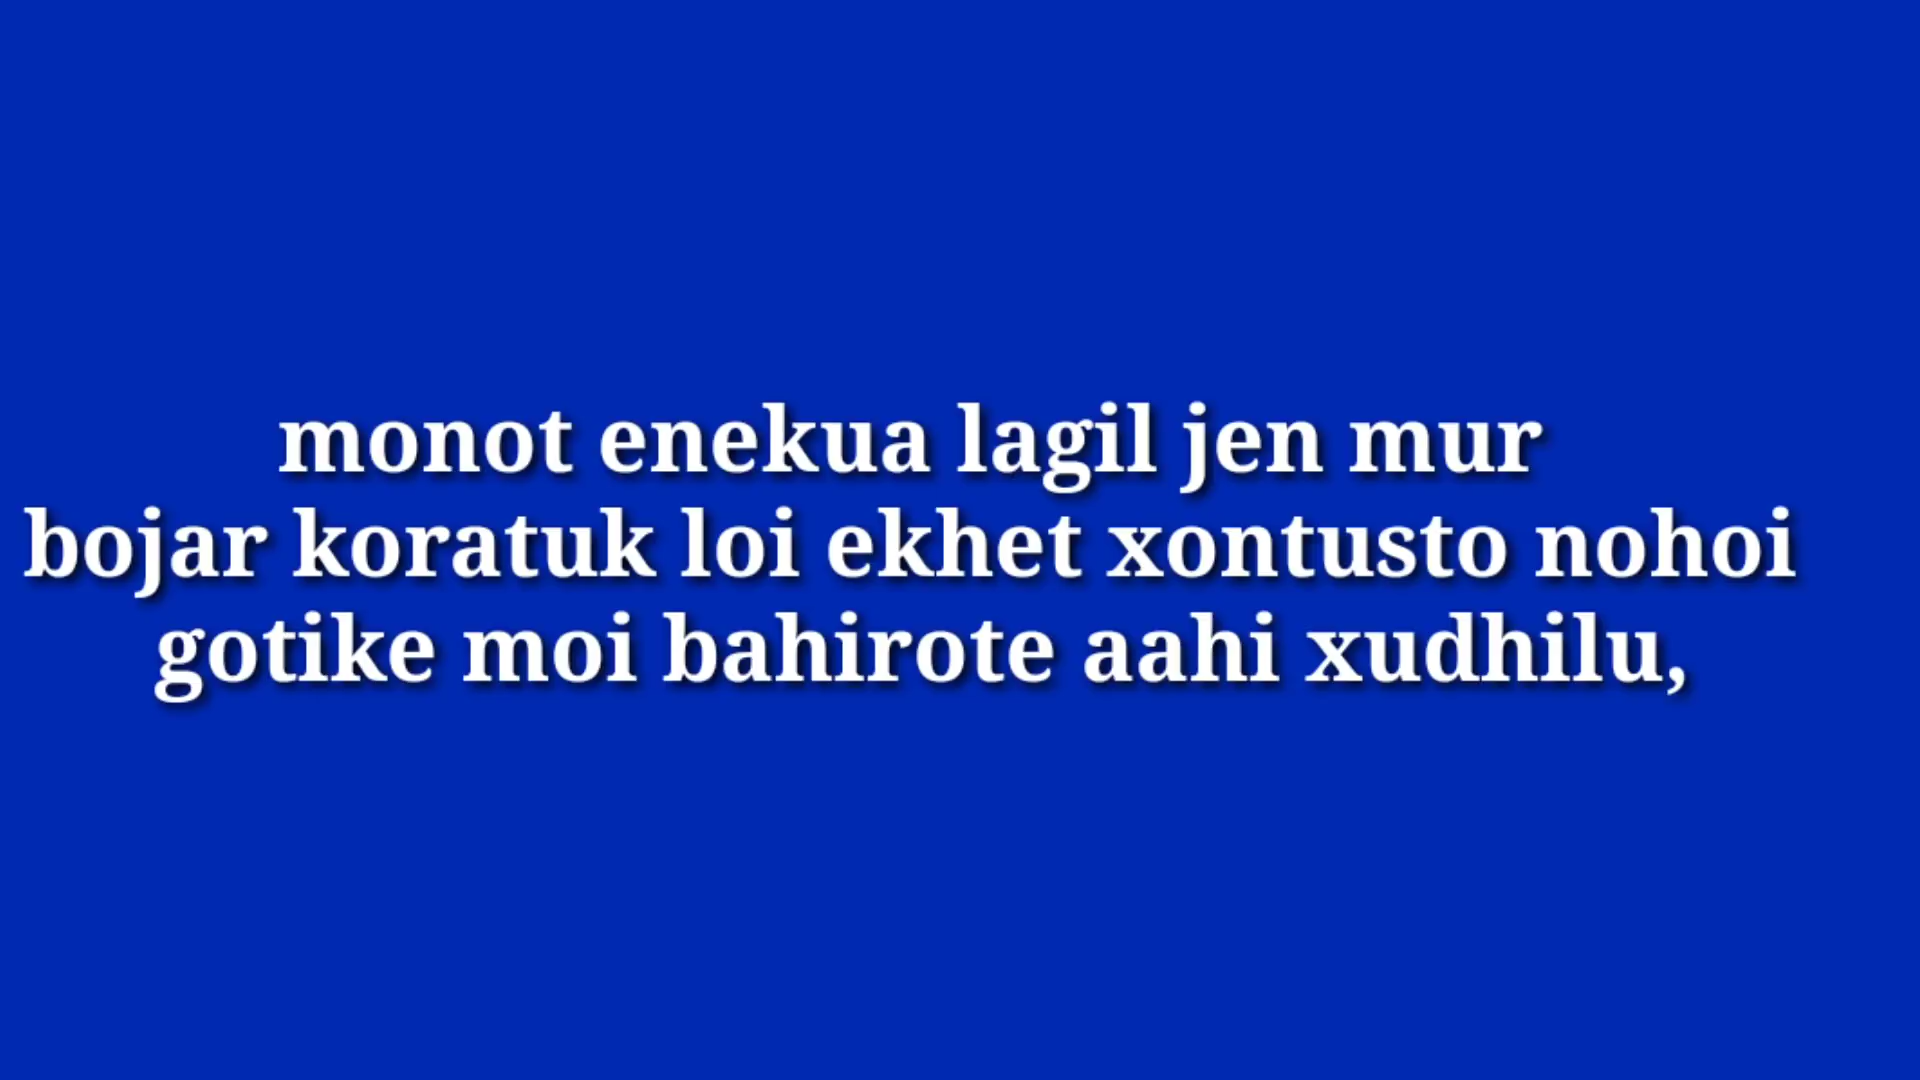 monot enekua lagil jen mur
bojar koratuk loi ekhet xontusto nohoi
gotike moi bahirote aahi xudhilu,